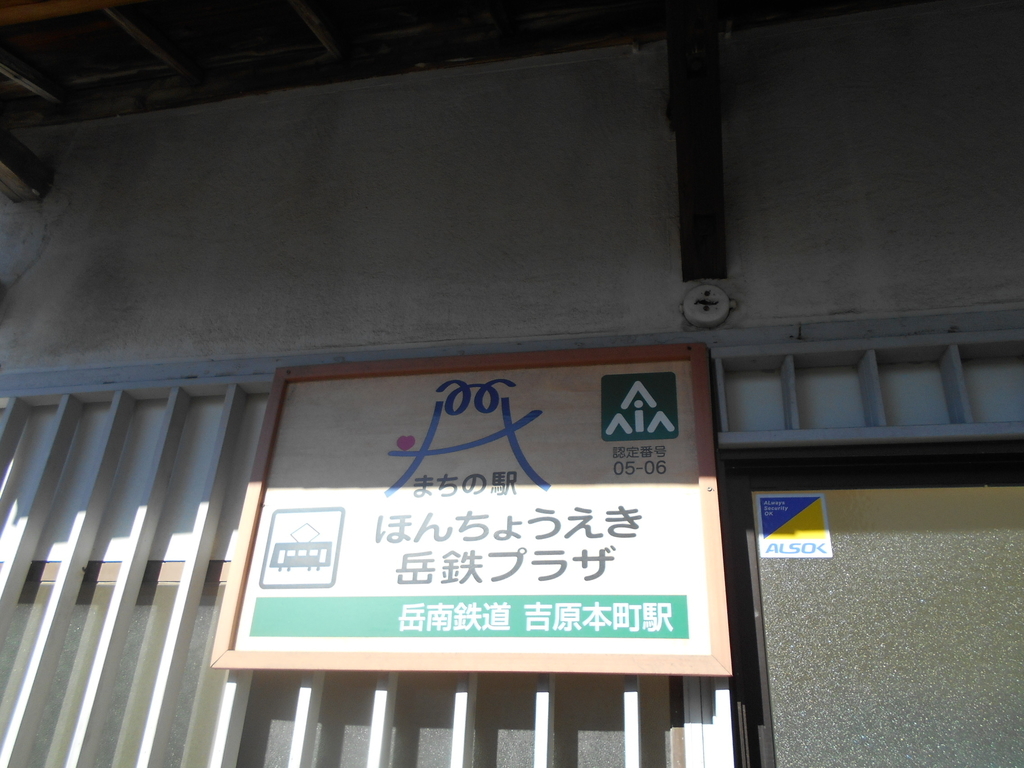 認定番号
05-06
まちの駅
ほんちょうえき
岳鉄プラザ
岳南鉄道 吉原本町駅
ALways
Security
OK
ALSOK